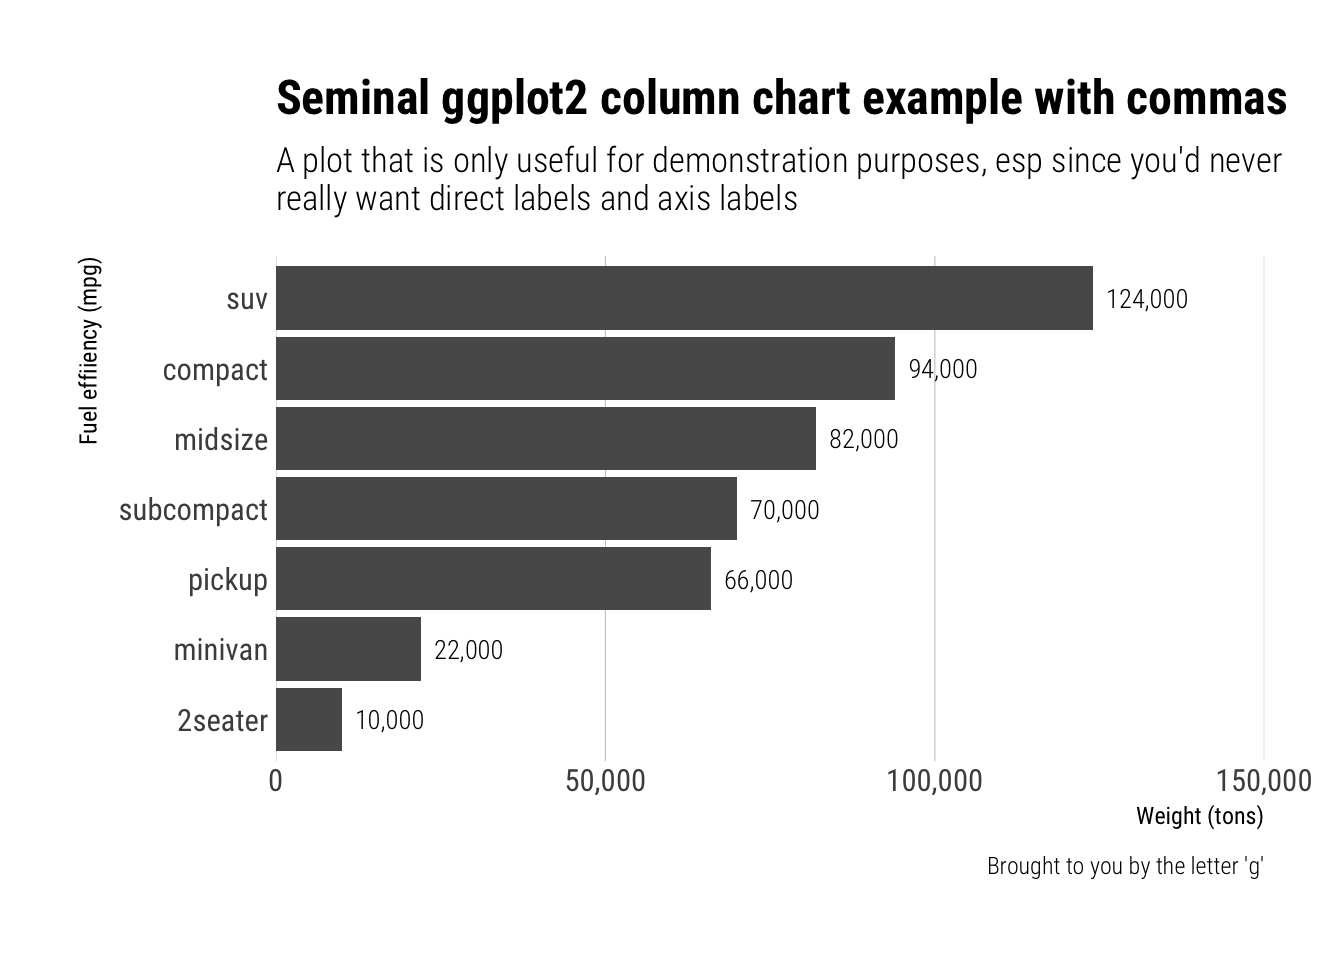 Seminal ggplot2 column chart example with commas
A plot that is only useful for demonstration purposes, esp since you'd never
really want direct labels and axis labels
Fuel effiiency (mpg)
suv 124,000
compact 94,000
midsize 82,000
subcompact 70,000
pickup 66,000
minivan 22,000
2seater 10,000
0 50,000 100,000 150,000
Weight (tons)
Brought to you by the letter 'g'